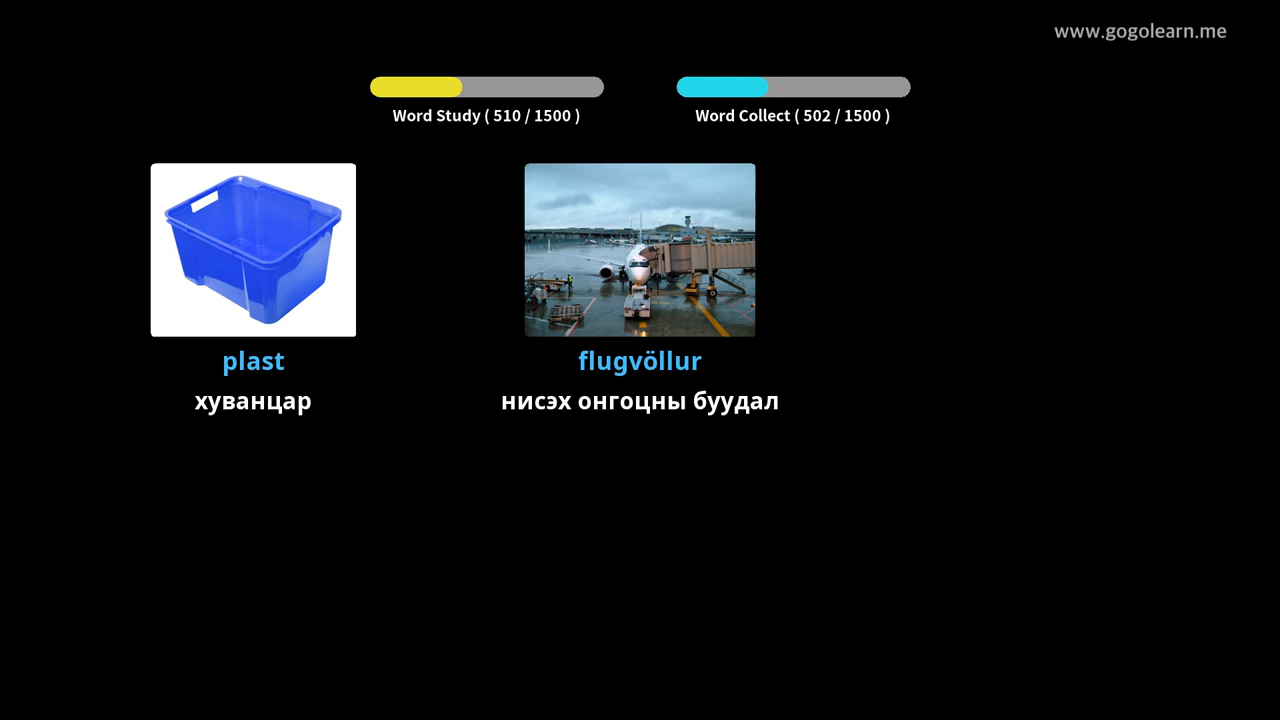 www.gogolearn.me
Word Study ( 510 / 1500 )
Word Collect ( 502 / 1500 )
plast
flugvöllur
хуванцар
нисэх онгоцны буудал